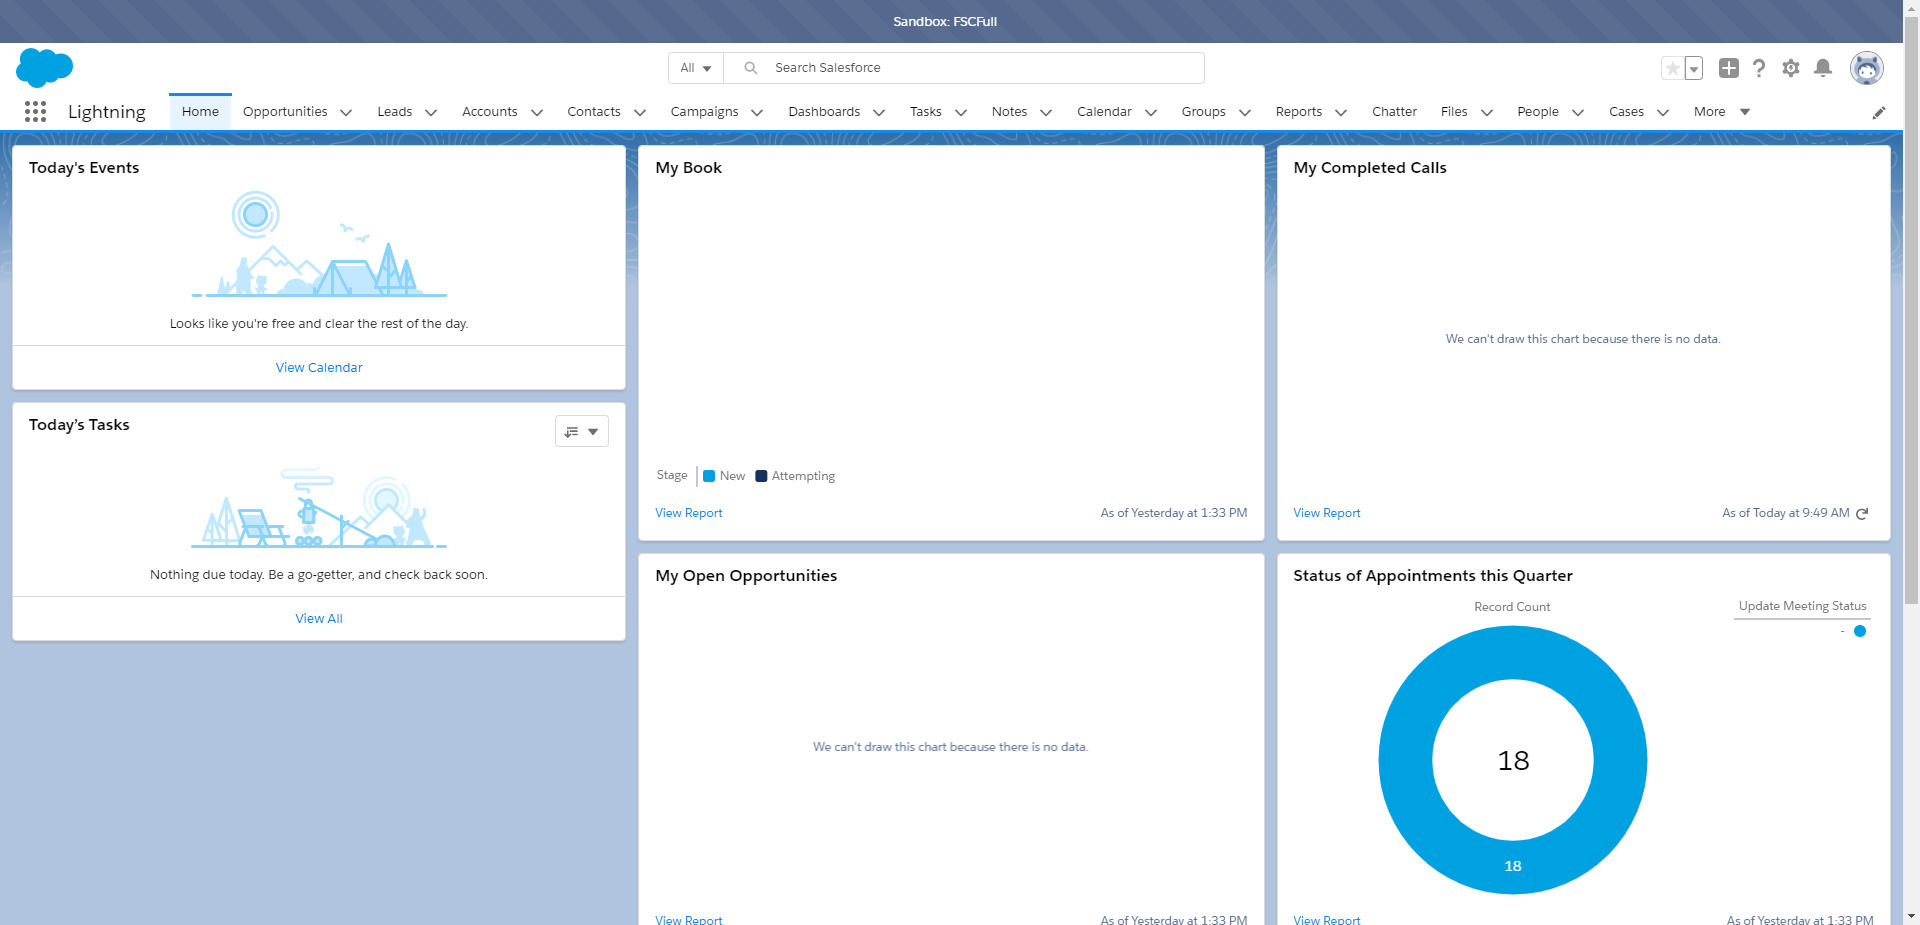 Sandbox: FSCFull
All
Search Salesforce
Lightning Home Opportunities Leads Accounts Contacts Campaigns Dashboards Tasks Notes Calendar Groups Reports Chatter Files People Cases More
Today's Events
Looks like you're free and clear the rest of the day.
View Calendar
Today's Tasks
Nothing due today. Be a go-getter, and check back soon.
View All
My Book
Stage New Attempting
View Report As of Yesterday at 1:33 PM
My Completed Calls
We can't draw this chart because there is no data.
View Report As of Today at 9:49 AM
My Open Opportunities
We can't draw this chart because there is no data.
View Report As of Yesterday at 1:33 PM
Status of Appointments this Quarter
Record Count
Update Meeting Status
-
18
18
View Report As of Yesterday at 1:33 PM